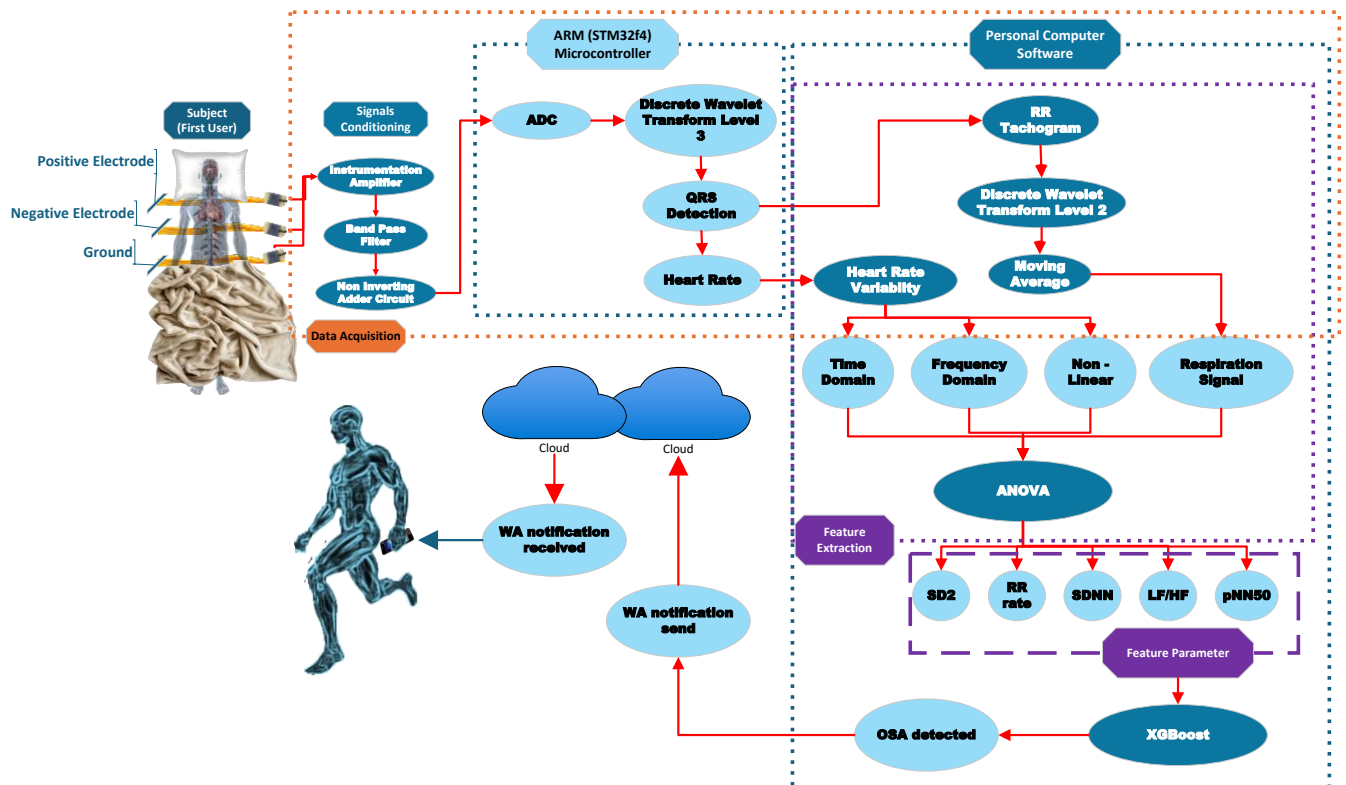 ARM (STM32f4)
Microcontroller
Personal Computer
Software
Subject
(First User)
Signals
Conditioning
Positive Electrode
Negative Electrode
Ground
Instrumentation
Amplifier
Band Pass
Filter
Non Inverting
Adder Circuit
Data Acquisition
ADC
Discrete Wavelet
Transform Level
3
QRS
Detection
Heart Rate
RR
Tachogram
Discrete Wavelet
Transform Level 2
Moving
Average
Heart Rate
Variabilty
Time
Domain
Frequency
Domain
Non -
Linear
Respiration
Signal
ANOVA
Feature
Extraction
SD2
RR
rate
SDNN
LF/HF
pNN50
Feature Parameter
XGBoost
OSA detected
WA notification
send
Cloud
Cloud
WA notification
received